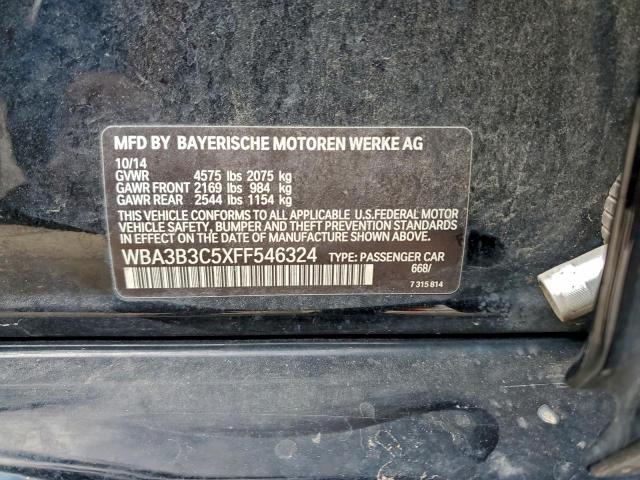 MFD BY BAYERISCHE MOTOREN WERKE AG
10/14
GVWR 4575 lbs 2075 kg
GAWR FRONT 2169 lbs 984 kg
GAWR REAR 2544 lbs 1154 kg
THIS VEHICLE CONFORMS TO ALL APPLICABLE U.S.FEDERAL MOTOR
VEHICLE SAFETY, BUMPER AND THEFT PREVENTION STANDARDS
IN EFFECT ON THE DATE OF MANUFACTURE SHOWN ABOVE.
WBA3B3C5XFF546324 TYPE: PASSENGER CAR
668/
7 315 814